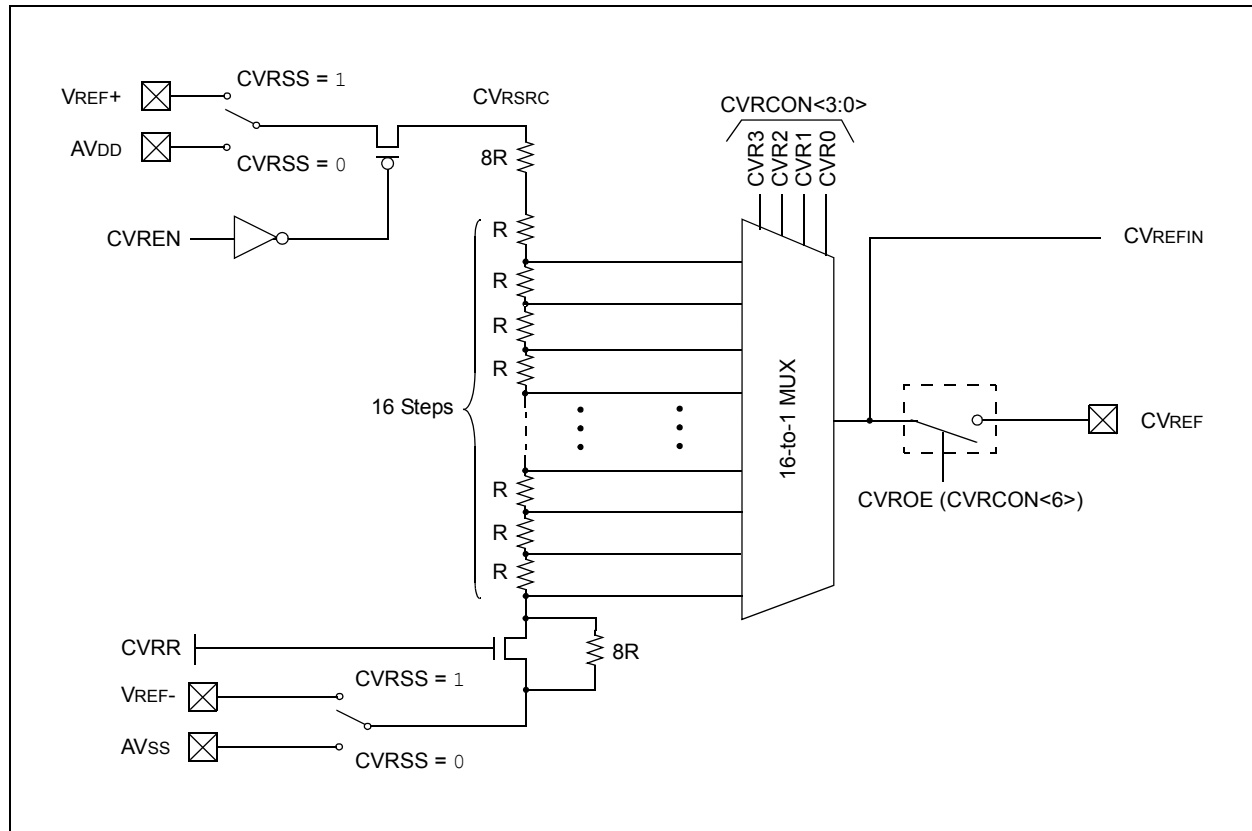 VREF+
CVRSS = 1
AVDD
CVRSS = 0
CVREN
CVRSRC
8R
R
R
R
R
16 Steps
R
R
R
CVRCON<3:0>
CVR3
CVR2
CVR1
CVR0
16-to-1 MUX
CVREFIN
CVREF
CVROE (CVRCON<6>)
CVRR
8R
VREF-
CVRSS = 1
AVSS
CVRSS = 0